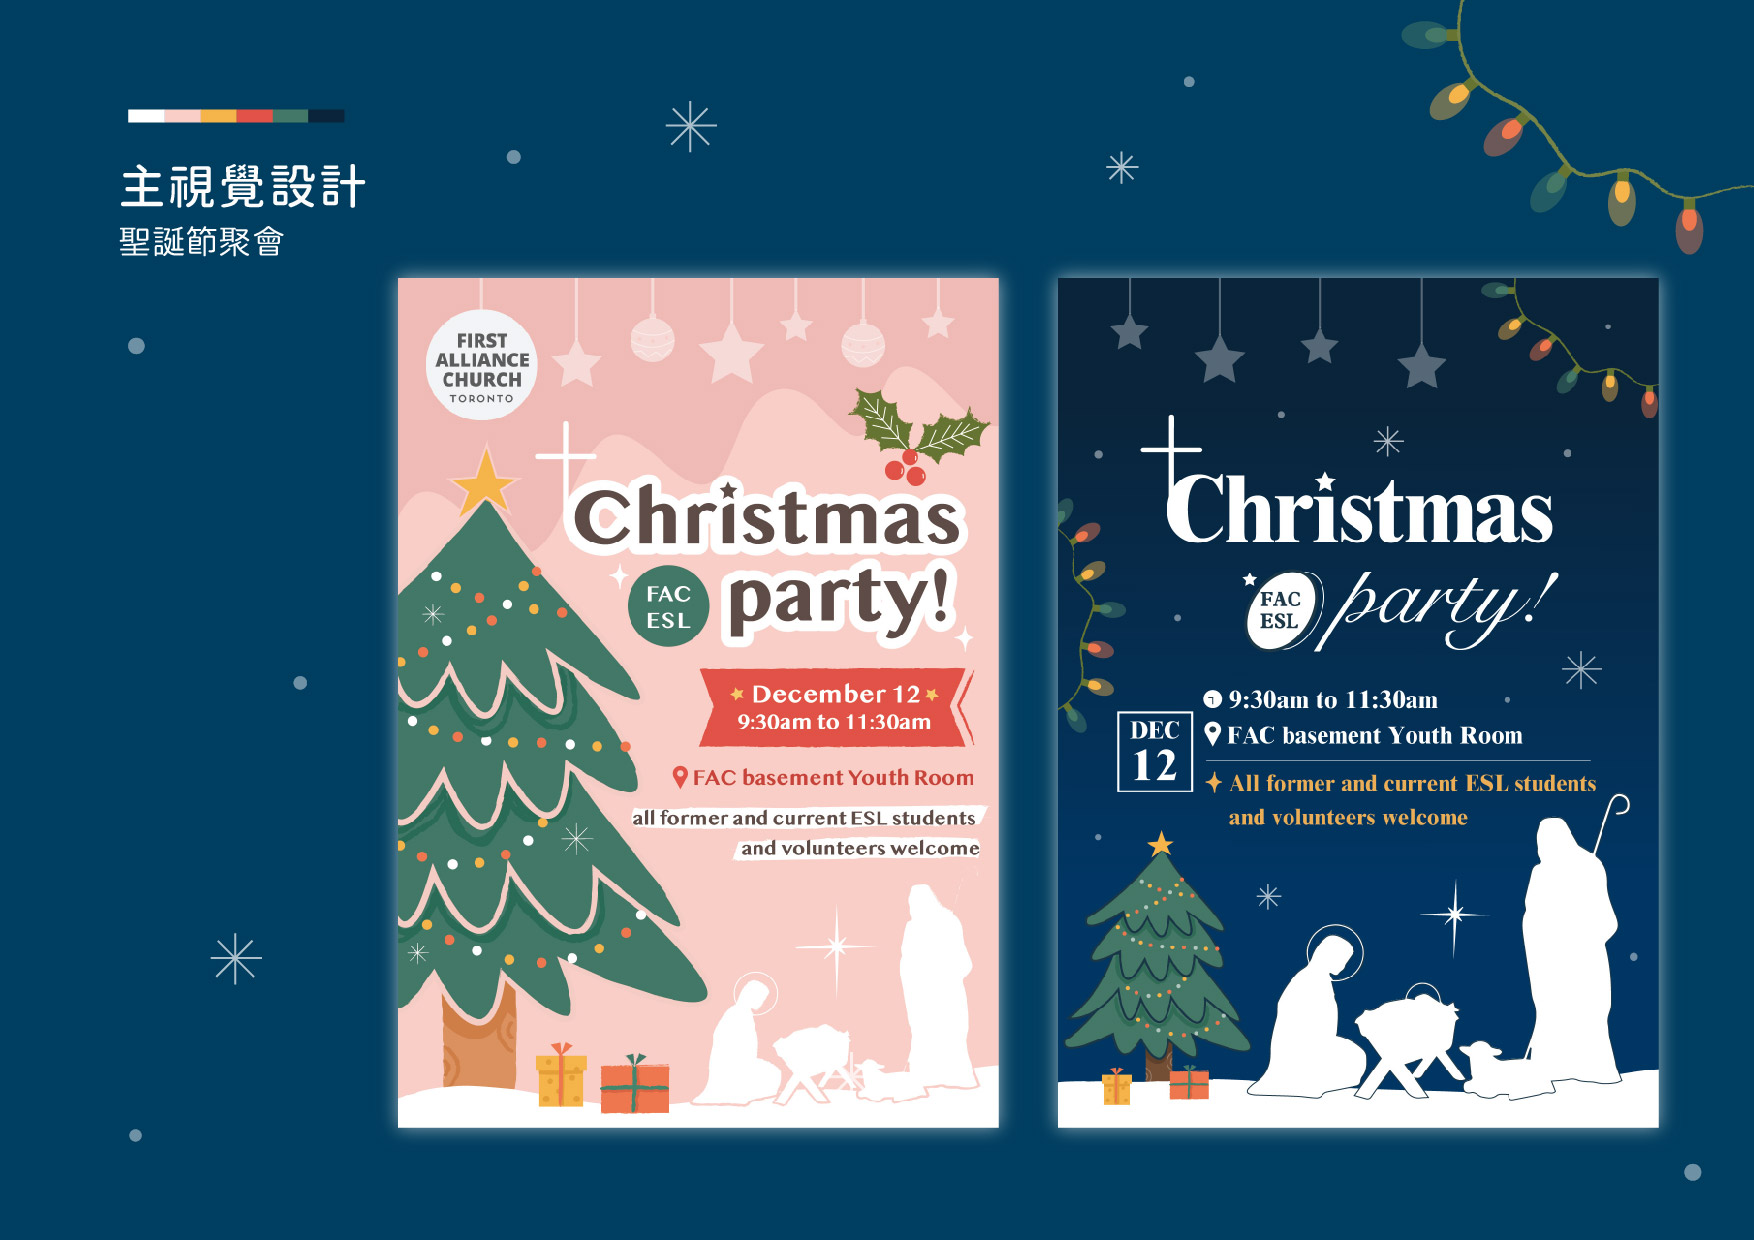 主視覺設計
聖誕節聚會
FIRST
ALLIANCE
CHURCH
TORONTO
Christmas
FAC
ESL
party!
December 12
9:30am to 11:30am
FAC basement Youth Room
all former and current ESL students
and volunteers welcome
Christmas
FAC
ESL
party!
DEC
12
9:30am to 11:30am
FAC basement Youth Room
All former and current ESL students
and volunteers welcome